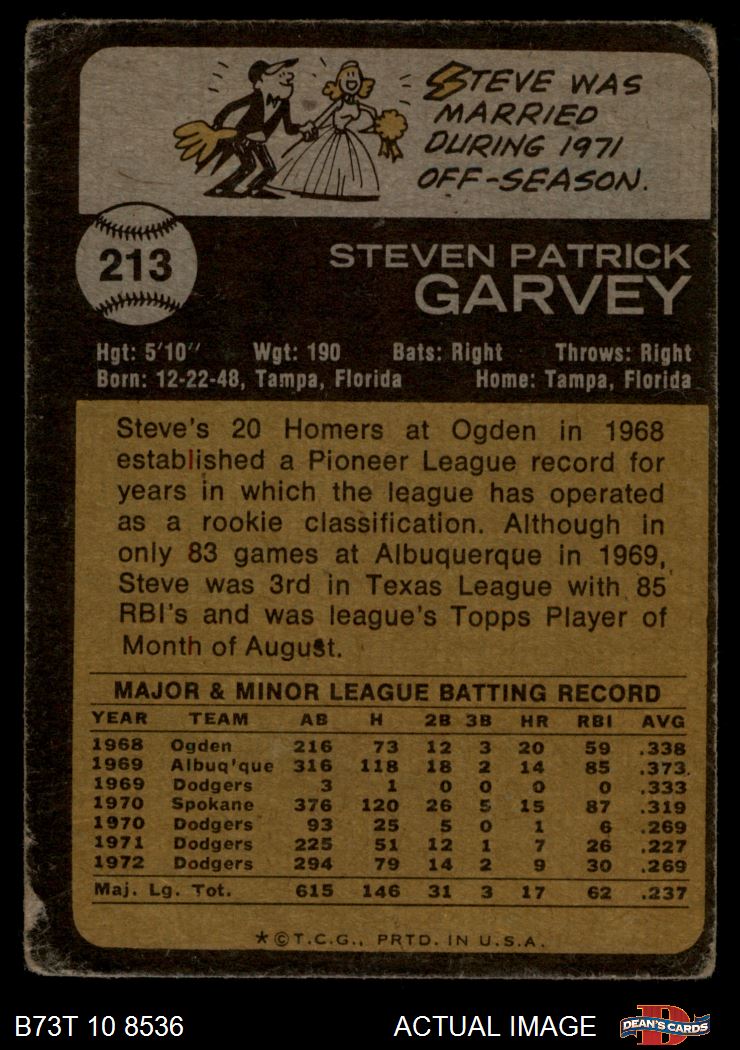 STEVE WAS
MARRIED
DURING 1971
OFF-SEASON.
213
STEVEN PATRICK
GARVEY
Hgt: 5'10" Wgt: 190 Bats: Right Throws: Right
Born: 12-22-48, Tampa, Florida Home: Tampa, Florida
Steve's 20 Homers at Ogden in 1968
established a Pioneer League record for
years in which the league has operated
as a rookie classification. Although in
only 83 games at Albuquerque in 1969,
Steve was 3rd in Texas League with 85
RBI's and was league's Topps Player of
Month of August.
MAJOR & MINOR LEAGUE BATTING RECORD
YEAR TEAM AB H 2B 3B HR RBI AVG
1968 Ogden 216 73 12 3 20 59 .338
1969 Albuq'que 316 118 18 2 14 85 .373
1969 Dodgers 3 1 0 0 0 0 .333
1970 Spokane 376 120 26 5 15 87 .319
1970 Dodgers 93 25 5 0 1 6 .269
1971 Dodgers 225 51 12 1 7 26 .227
1972 Dodgers 294 79 14 2 9 30 .269
Maj. Lg. Tot. 615 146 31 3 17 62 .237
*©T.C.G., PRTD. IN U.S.A.
B73T 10 8536 ACTUAL IMAGE D DEAN'S CARDS